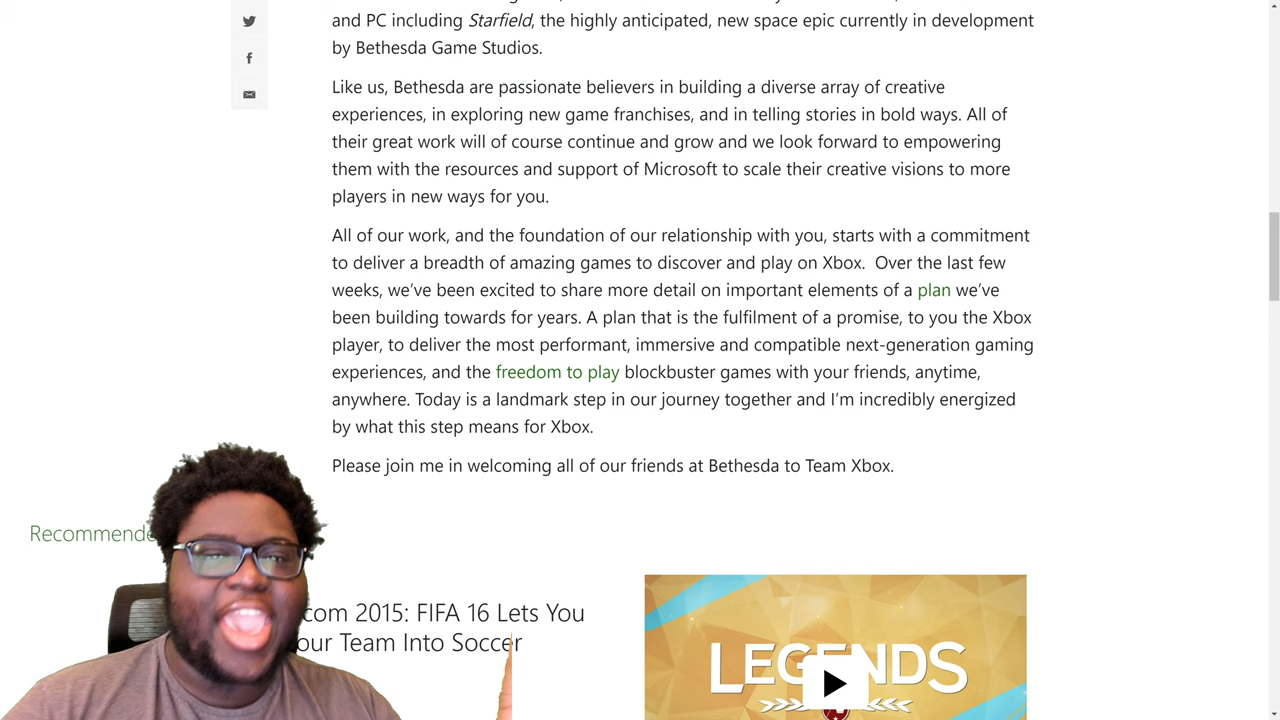 and PC including Starfield, the highly anticipated, new space epic currently in development
by Bethesda Game Studios.
Like us, Bethesda are passionate believers in building a diverse array of creative
experiences, in exploring new game franchises, and in telling stories in bold ways. All of
their great work will of course continue and grow and we look forward to empowering
them with the resources and support of Microsoft to scale their creative visions to more
players in new ways for you.
All of our work, and the foundation of our relationship with you, starts with a commitment
to deliver a breadth of amazing games to discover and play on Xbox. Over the last few
weeks, we’ve been excited to share more detail on important elements of a plan we’ve
been building towards for years. A plan that is the fulfilment of a promise, to you the Xbox
player, to deliver the most performant, immersive and compatible next-generation gaming
experiences, and the freedom to play blockbuster games with your friends, anytime,
anywhere. Today is a landmark step in our journey together and I’m incredibly energized
by what this step means for Xbox.
Please join me in welcoming all of our friends at Bethesda to Team Xbox.
Recommende
com 2015: FIFA 16 Lets You
our Team Into Soccer
LEGENDS